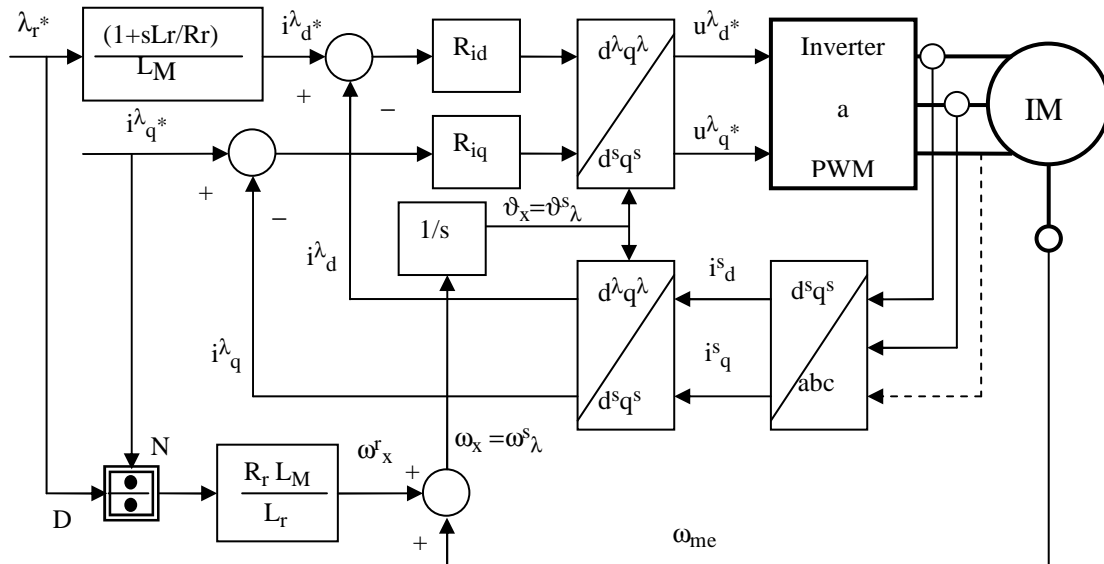 λr*
(1+sLr/Rr)
LM
iλd*
+
−
Rid
dλqλ
dsqs
uλd*
uλq*
Inverter
a
PWM
IM
iλq*
+
−
Riq
1/s
ϑx=ϑsλ
iλd
iλq
dλqλ
dsqs
isd
isq
dsqs
abc
N
D
Rr LM
Lr
ωrx
ωx =ωsλ
+
+
ωme